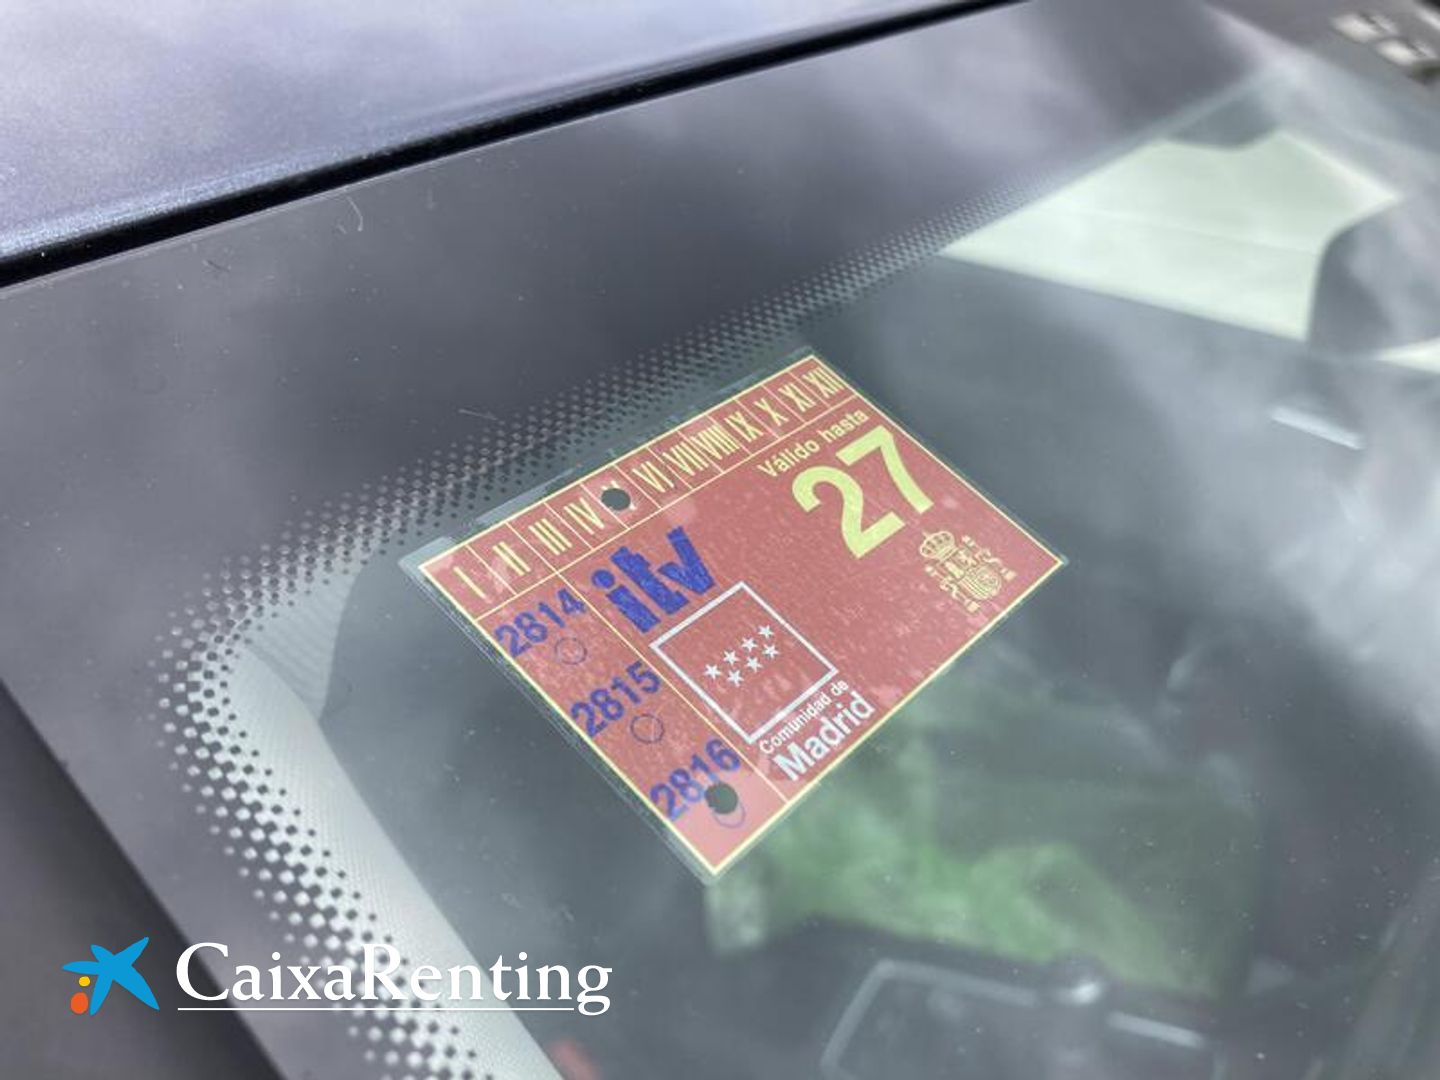 I II III IV V VI VII VIII IX X XI XII
Válido hasta
27
itv
2814
2815
2816
Comunidad de
Madrid
CaixaRenting